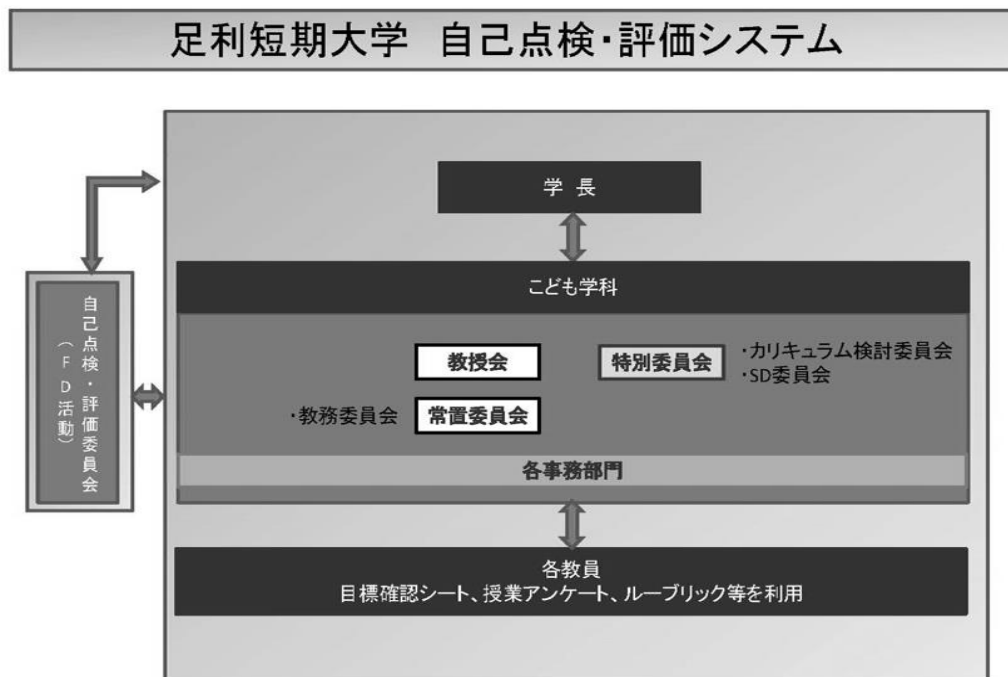 足利短期大学 自己点検・評価システム
学 長
こども学科
教授会
特別委員会
・カリキュラム検討委員会
・SD委員会
・教務委員会
常置委員会
各事務部門
各教員
目標確認シート、授業アンケート、ルーブリック等を利用
自己点検・評価委員会
（FD活動）